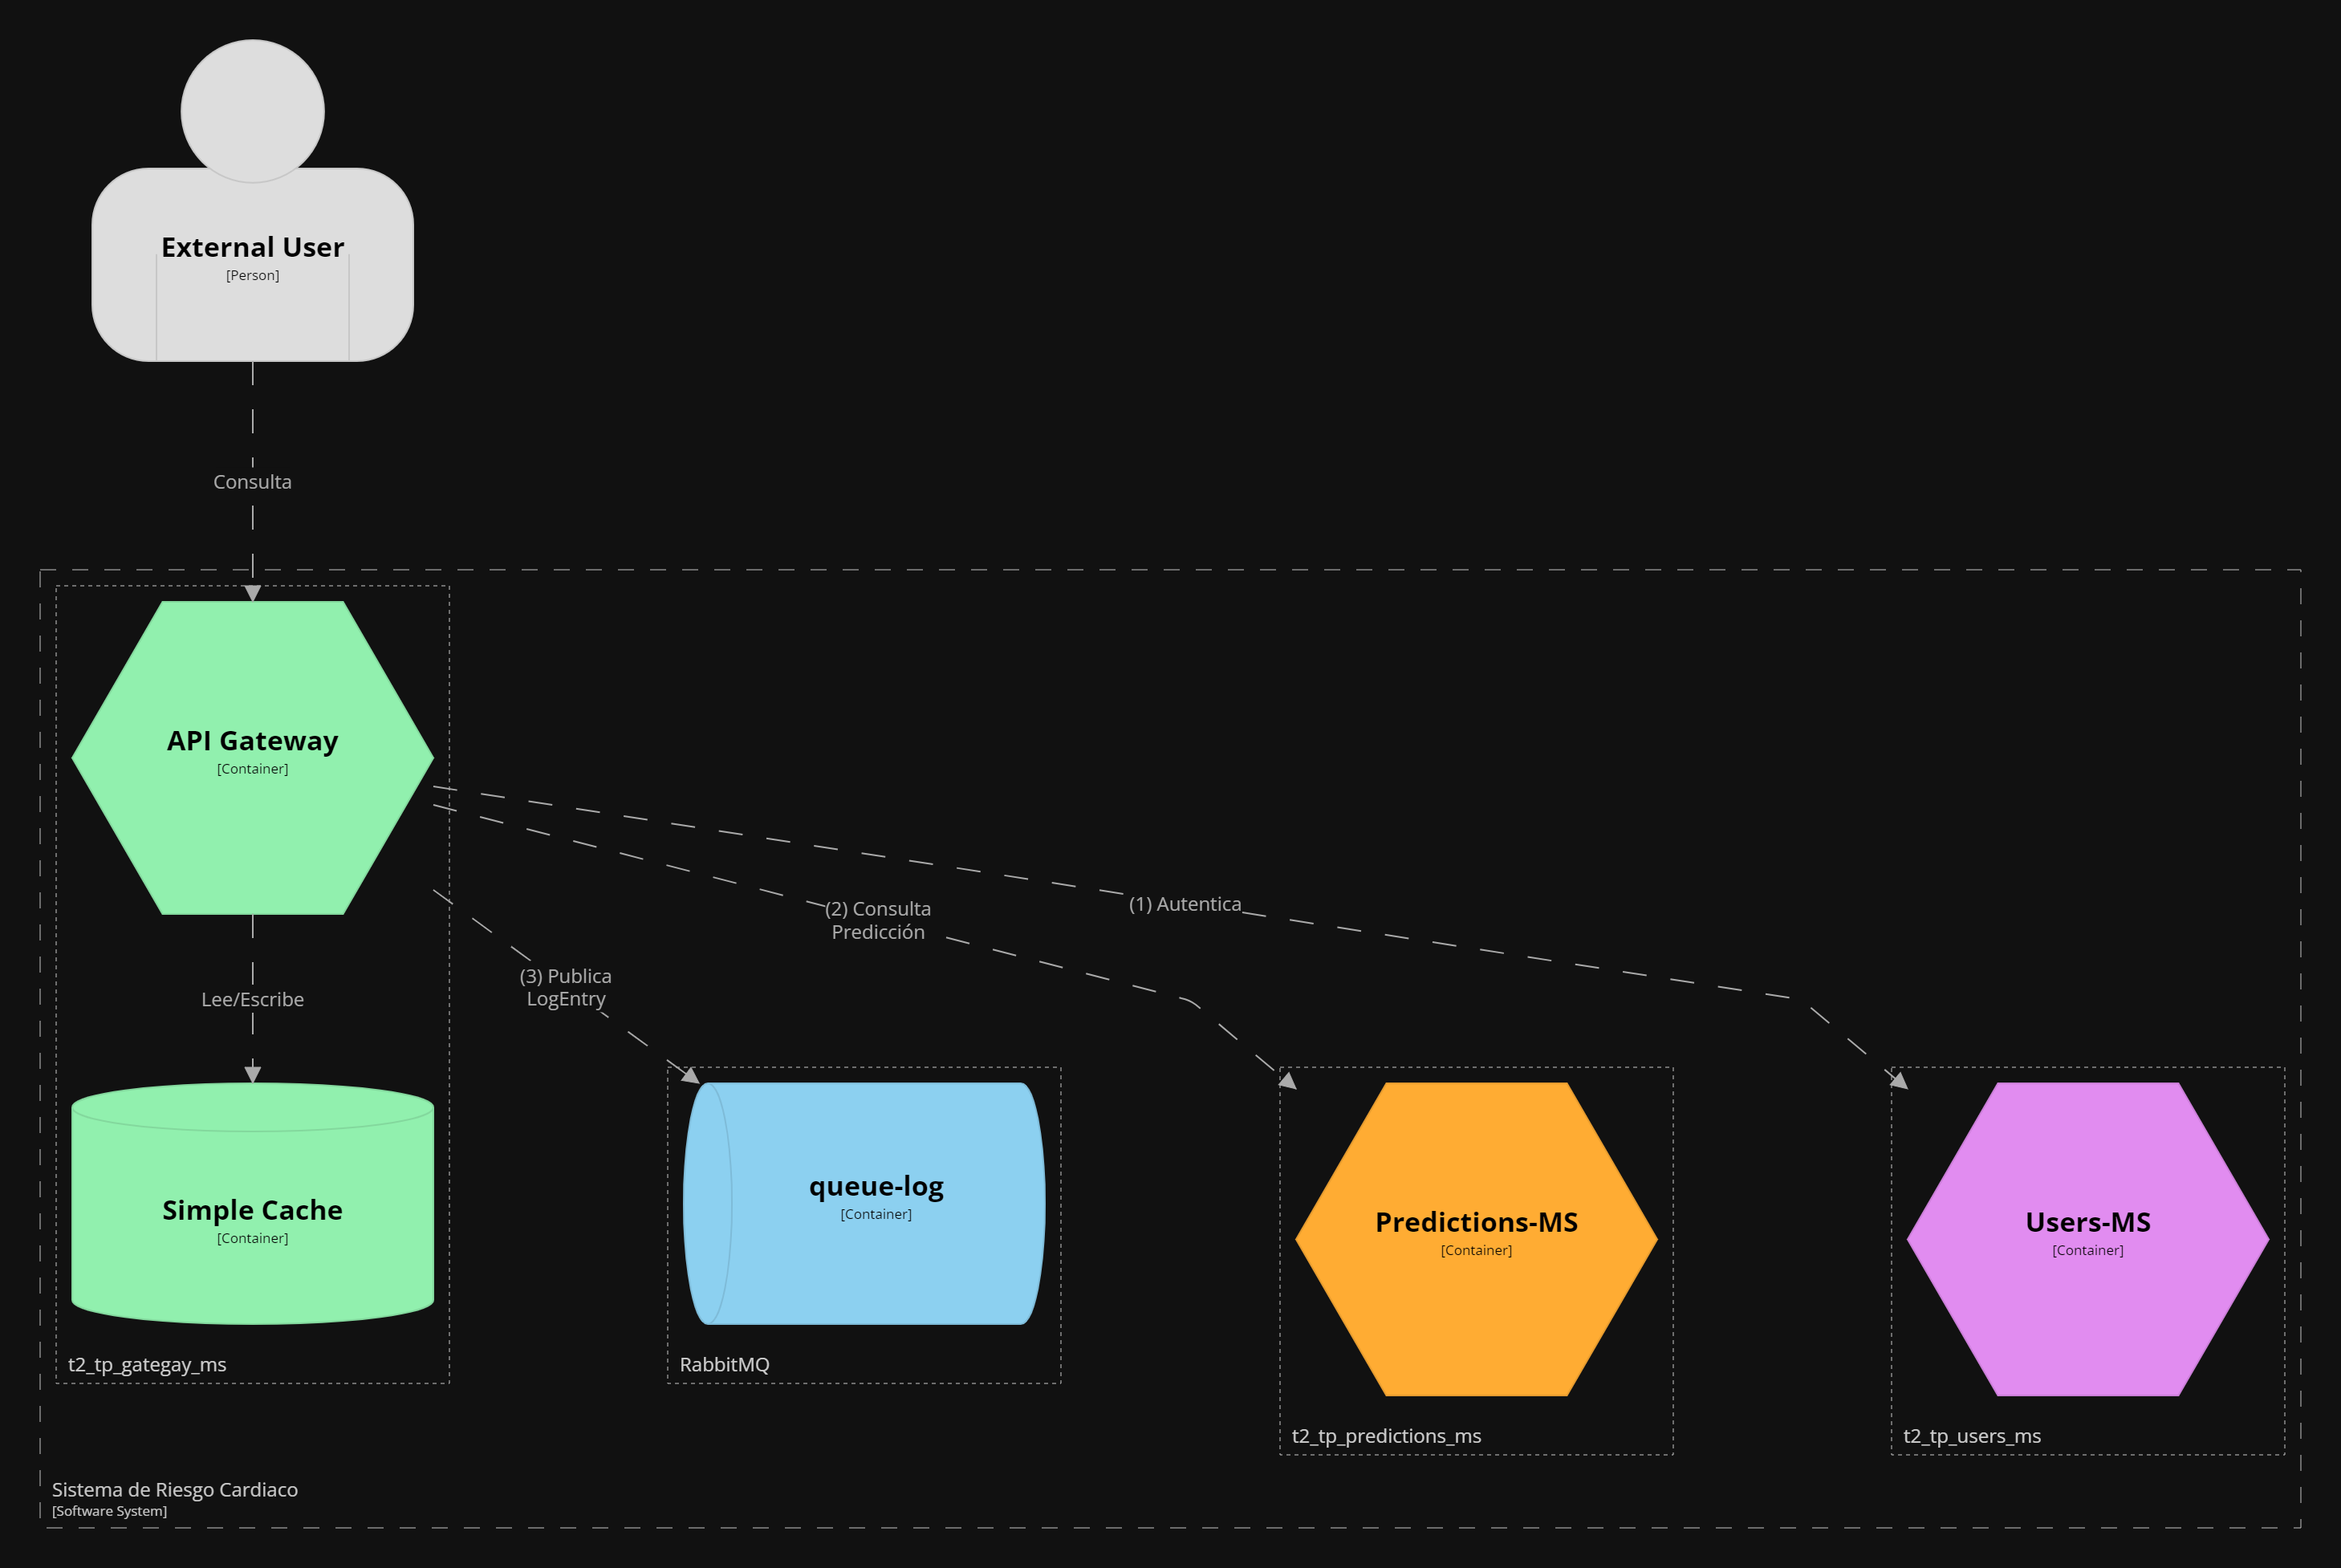 External User
[Person]
Consulta
API Gateway
[Container]
(1) Autentica
(2) Consulta
Predicción
(3) Publica
LogEntry
Lee/Escribe
Simple Cache
[Container]
queue-log
[Container]
Predictions-MS
[Container]
Users-MS
[Container]
t2_tp_gategay_ms
RabbitMQ
t2_tp_predictions_ms
t2_tp_users_ms
Sistema de Riesgo Cardiaco
[Software System]